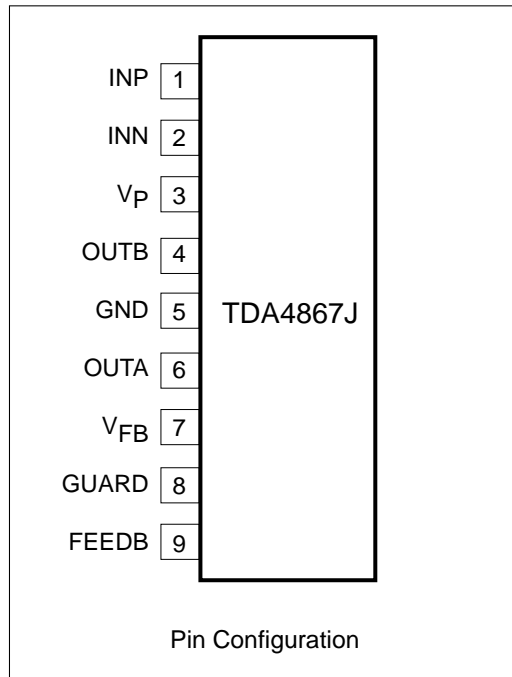 INP 1
INN 2
VP 3
OUTB 4
GND 5
TDA4867J
OUTA 6
VFB 7
GUARD 8
FEEDB 9
Pin Configuration